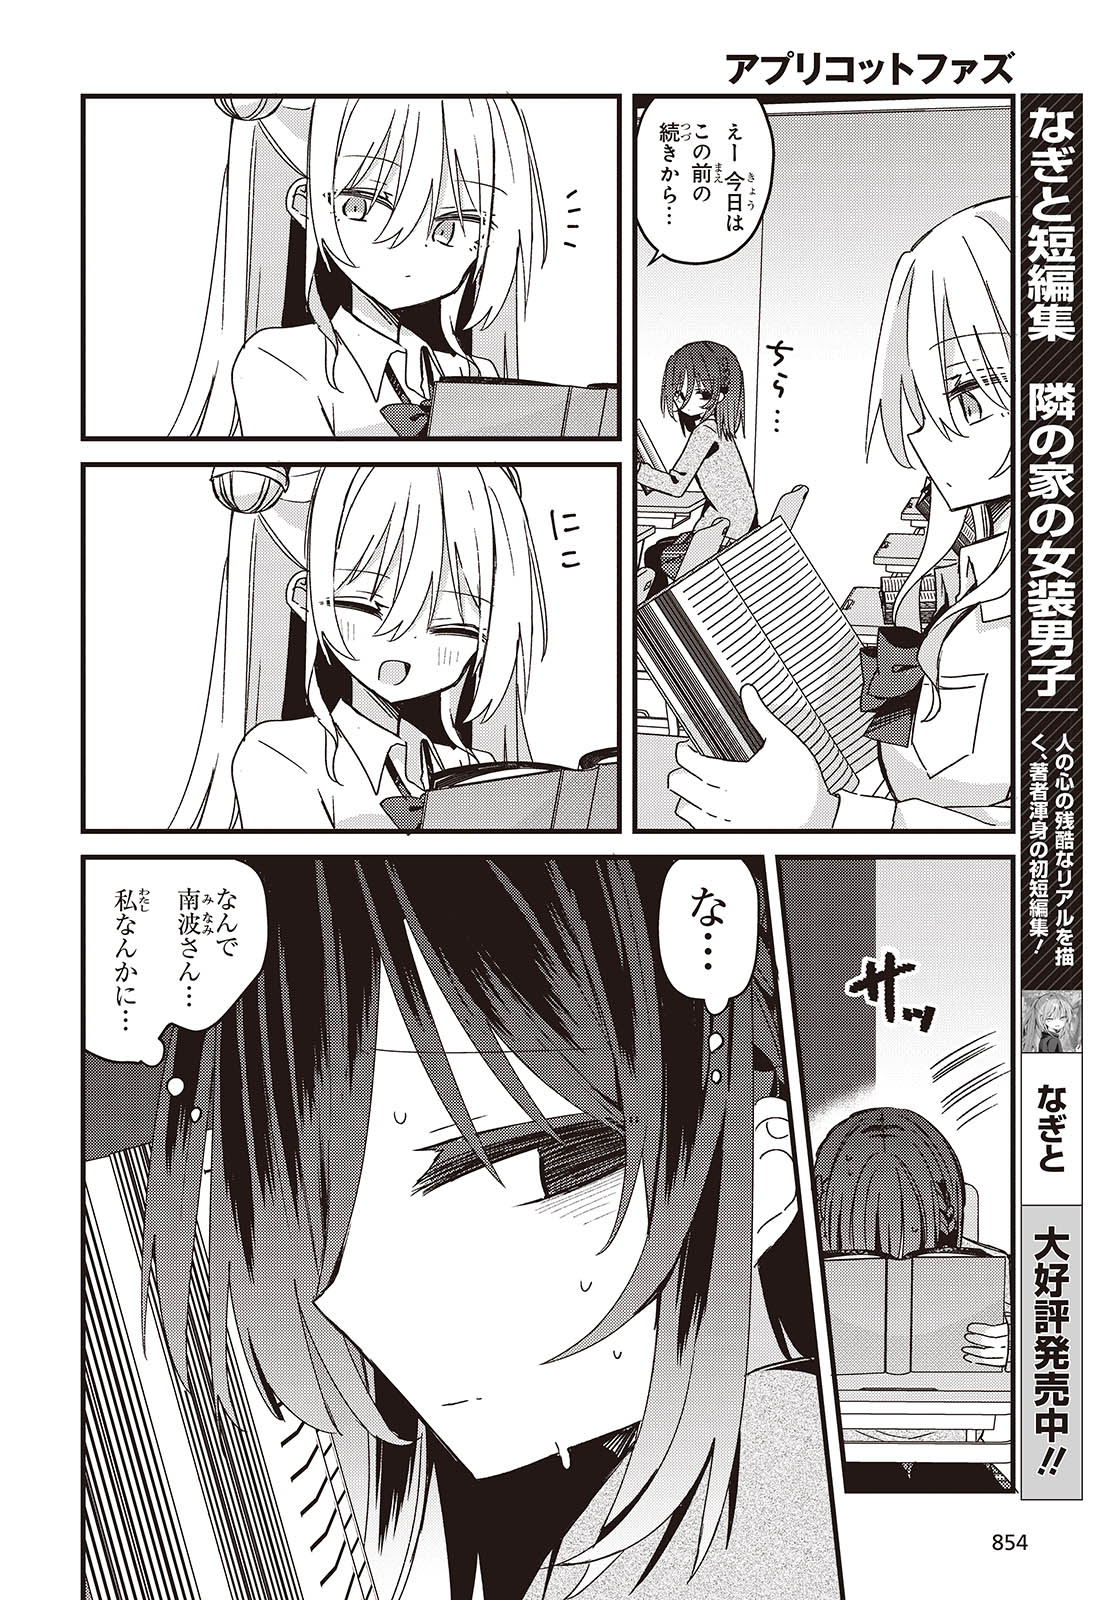 アプリコットファズ
なぎと短編集　隣の家の女装男子
人の心の残酷なリアルを描
く、著者渾身の初短編集！
なぎと
大好評発売中!!
えー今日は
この前の
続きから…
ちら…
にこ
サッ
な…
なんで
南波さん…
私なんかに…
854